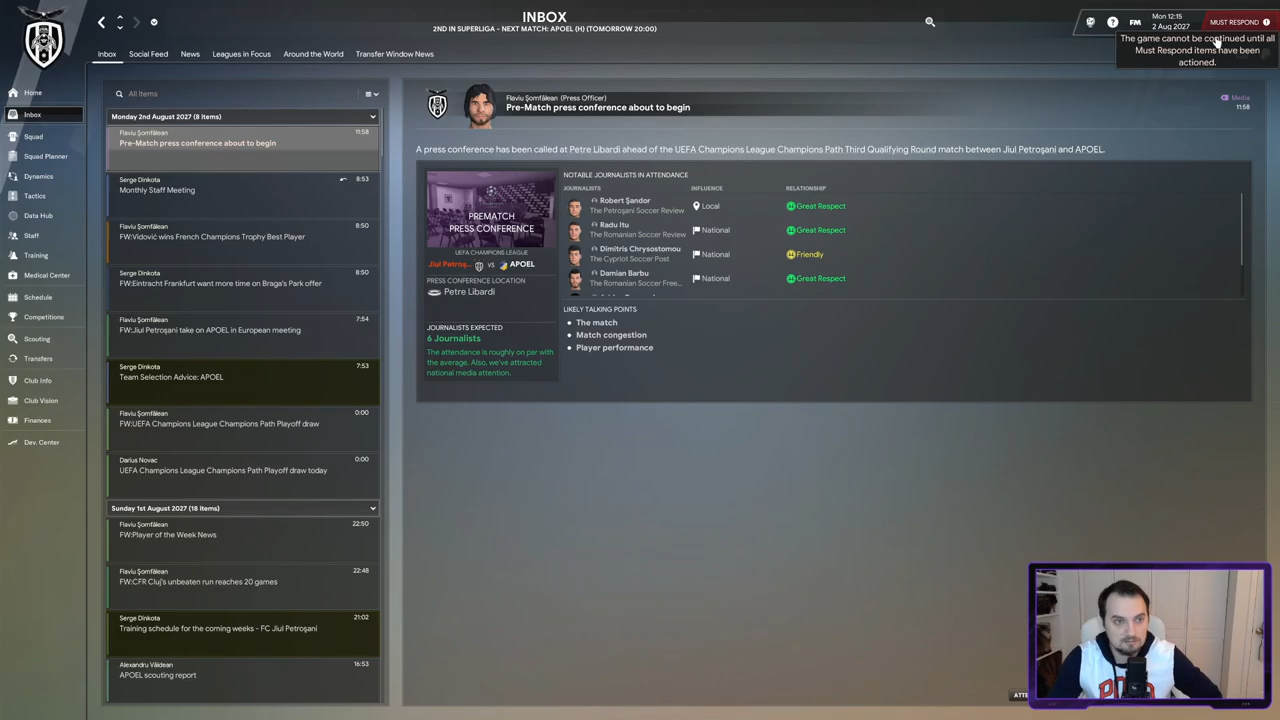 INBOX
2ND IN SUPERLIGA - NEXT MATCH: APOEL (H) (TOMORROW 20:00)
FM
Mon 12:15
2 Aug 2027
MUST RESPOND
The game cannot be continued until all
Must Respond items have been
actioned.
Inbox
Social Feed
News
Leagues in Focus
Around the World
Transfer Window News
Home
Inbox
Squad
Squad Planner
Dynamics
Tactics
Data Hub
Staff
Training
Medical Center
Schedule
Competitions
Scouting
Transfers
Club Info
Club Vision
Finances
Dev. Center
All Items
Monday 2nd August 2027 (8 items)
Flaviu Şomfălean 11:58
Pre-Match press conference about to begin
Serge Dinkota 8:53
Monthly Staff Meeting
8:50
FW:Vidović wins French Champions Trophy Best Player
Serge Dinkota 8:50
FW:Eintracht Frankfurt want more time on Braga's Park offer
Flaviu Şomfălean 7:54
FW:Jiul Petroşani take on APOEL in European meeting
Serge Dinkota 7:53
Team Selection Advice: APOEL
Flaviu Şomfălean 0:00
FW:UEFA Champions League Champions Path Playoff draw
Darius Novac 0:00
UEFA Champions League Champions Path Playoff draw today
Sunday 1st August 2027 (18 items)
Flaviu Şomfălean 22:50
FW:Player of the Week News
Flaviu Şomfălean 22:48
FW:CFR Cluj's unbeaten run reaches 20 games
Serge Dinkota 21:02
Training schedule for the coming weeks - FC Jiul Petroşani
Alexandru Văidean 16:53
APOEL scouting report
Flaviu Şomfălean (Press Officer)
Pre-Match press conference about to begin
Media
11:58
A press conference has been called at Petre Libardi ahead of the UEFA Champions League Champions Path Third Qualifying Round match between Jiul Petroşani and APOEL.
PREMATCH
PRESS CONFERENCE
UEFA CHAMPIONS LEAGUE
Jiul Petroş... VS APOEL
PRESS CONFERENCE LOCATION
Petre Libardi
JOURNALISTS EXPECTED
6 Journalists
The attendance is roughly on par with
the average. Also, we've attracted
national media attention.
NOTABLE JOURNALISTS IN ATTENDANCE
JOURNALISTS INFLUENCE RELATIONSHIP
Robert Şandor
The Petroşani Soccer Review
Local
Great Respect
Radu Itu
The Romanian Soccer Review
National
Great Respect
Dimitris Chrysostomou
The Cypriot Soccer Post
National
Friendly
Damian Barbu
The Romanian Soccer Free...
National
Great Respect
LIKELY TALKING POINTS
The match
Match congestion
Player performance